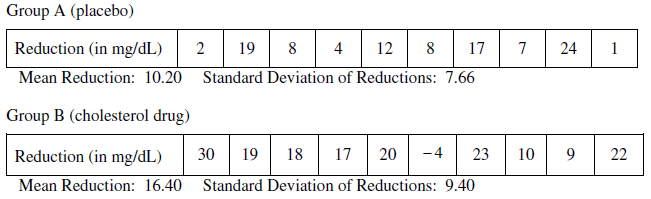 Group A (placebo)
Reduction (in mg/dL) 2 19 8 4 12 8 17 7 24 1
Mean Reduction: 10.20 Standard Deviation of Reductions: 7.66
Group B (cholesterol drug)
Reduction (in mg/dL) 30 19 18 17 20 −4 23 10 9 22
Mean Reduction: 16.40 Standard Deviation of Reductions: 9.40